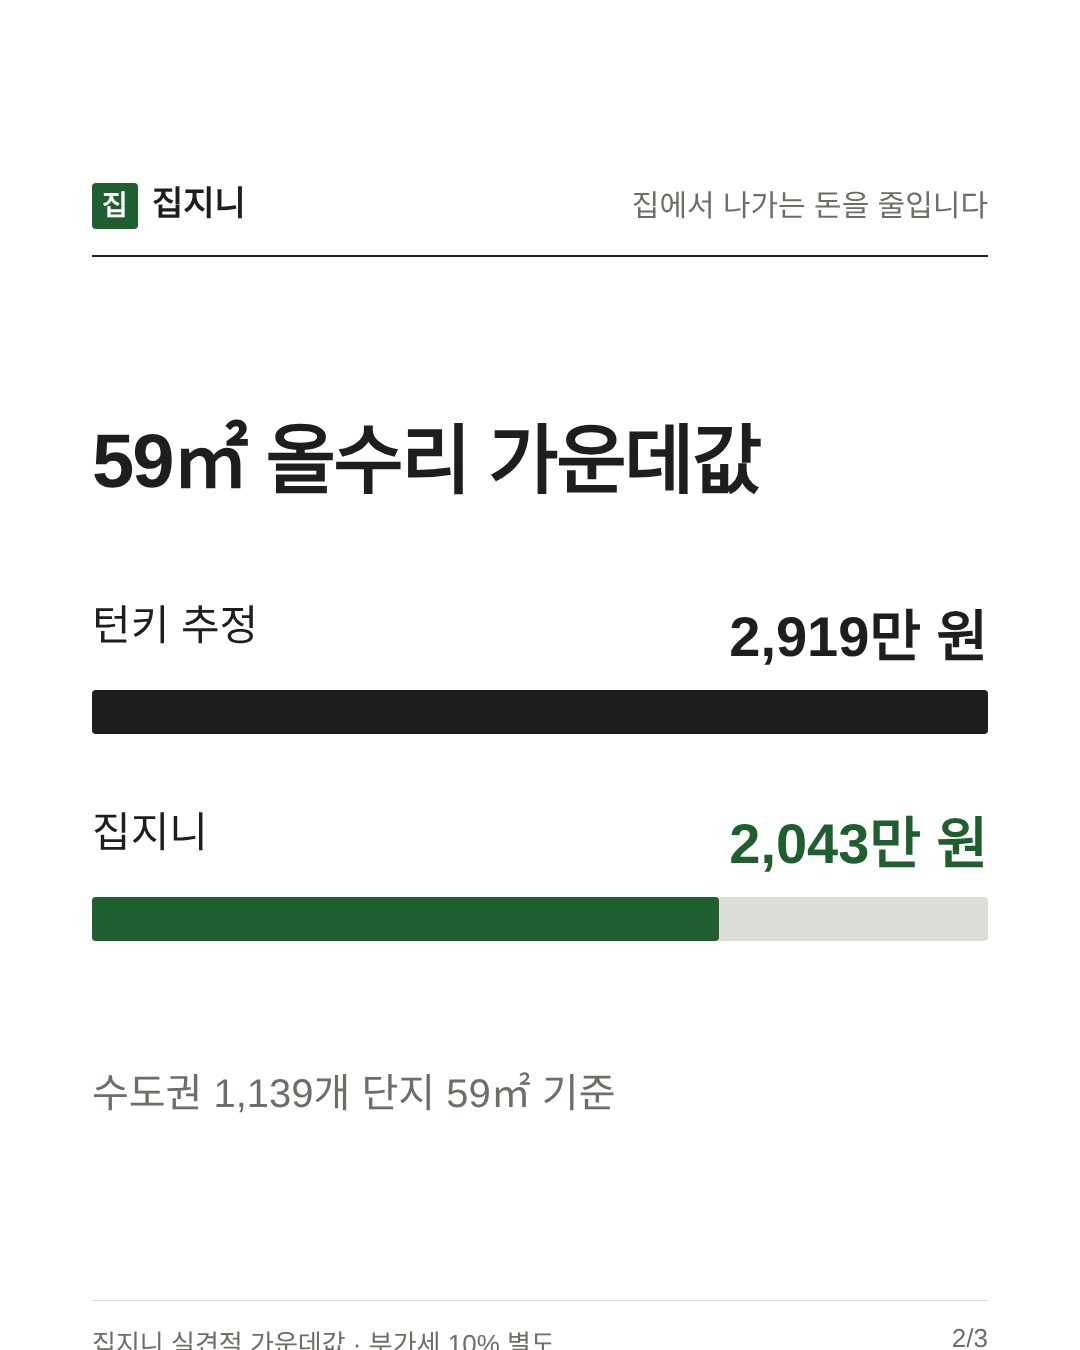 집 집지니 집에서 나가는 돈을 줄입니다
59㎡ 올수리 가운데값
턴키 추정 2,919만 원
집지니 2,043만 원
수도권 1,139개 단지 59㎡ 기준
집지니 실견적 가운데값 · 부가세 10% 별도 2/3